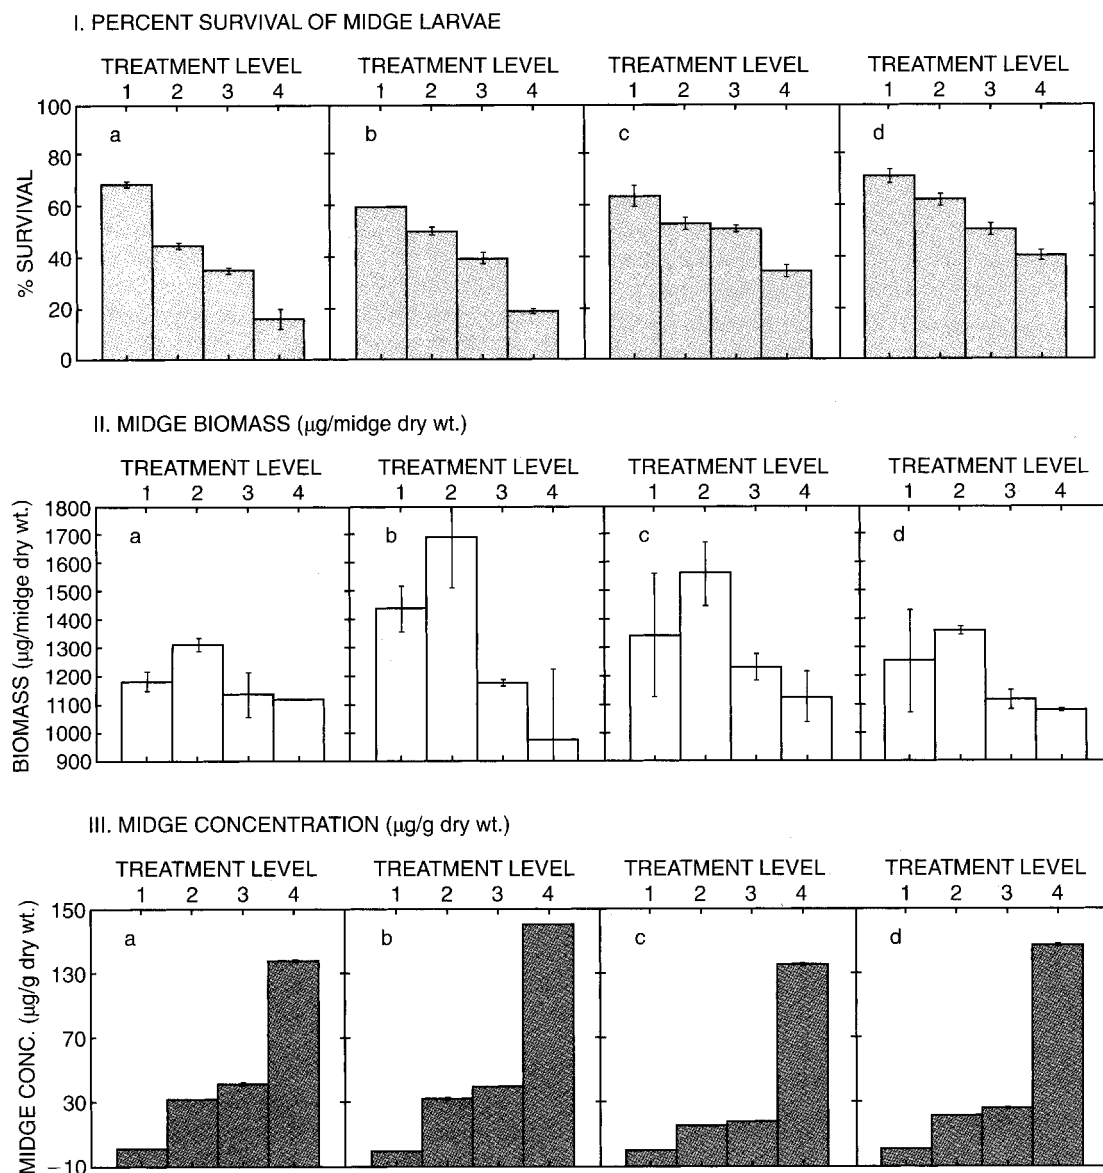 I. PERCENT SURVIVAL OF MIDGE LARVAE
TREATMENT LEVEL TREATMENT LEVEL TREATMENT LEVEL TREATMENT LEVEL
1 2 3 4 1 2 3 4 1 2 3 4 1 2 3 4
100
a b c d
80
60
40
20
0
% SURVIVAL
II. MIDGE BIOMASS (μg/midge dry wt.)
TREATMENT LEVEL TREATMENT LEVEL TREATMENT LEVEL TREATMENT LEVEL
1 2 3 4 1 2 3 4 1 2 3 4 1 2 3 4
1800
a b c d
1700
1600
1500
1400
1300
1200
1100
1000
900
BIOMASS (μg/midge dry wt.)
III. MIDGE CONCENTRATION (μg/g dry wt.)
TREATMENT LEVEL TREATMENT LEVEL TREATMENT LEVEL TREATMENT LEVEL
1 2 3 4 1 2 3 4 1 2 3 4 1 2 3 4
150
a b c d
130
70
30
−10
MIDGE CONC. (μg/g dry wt.)